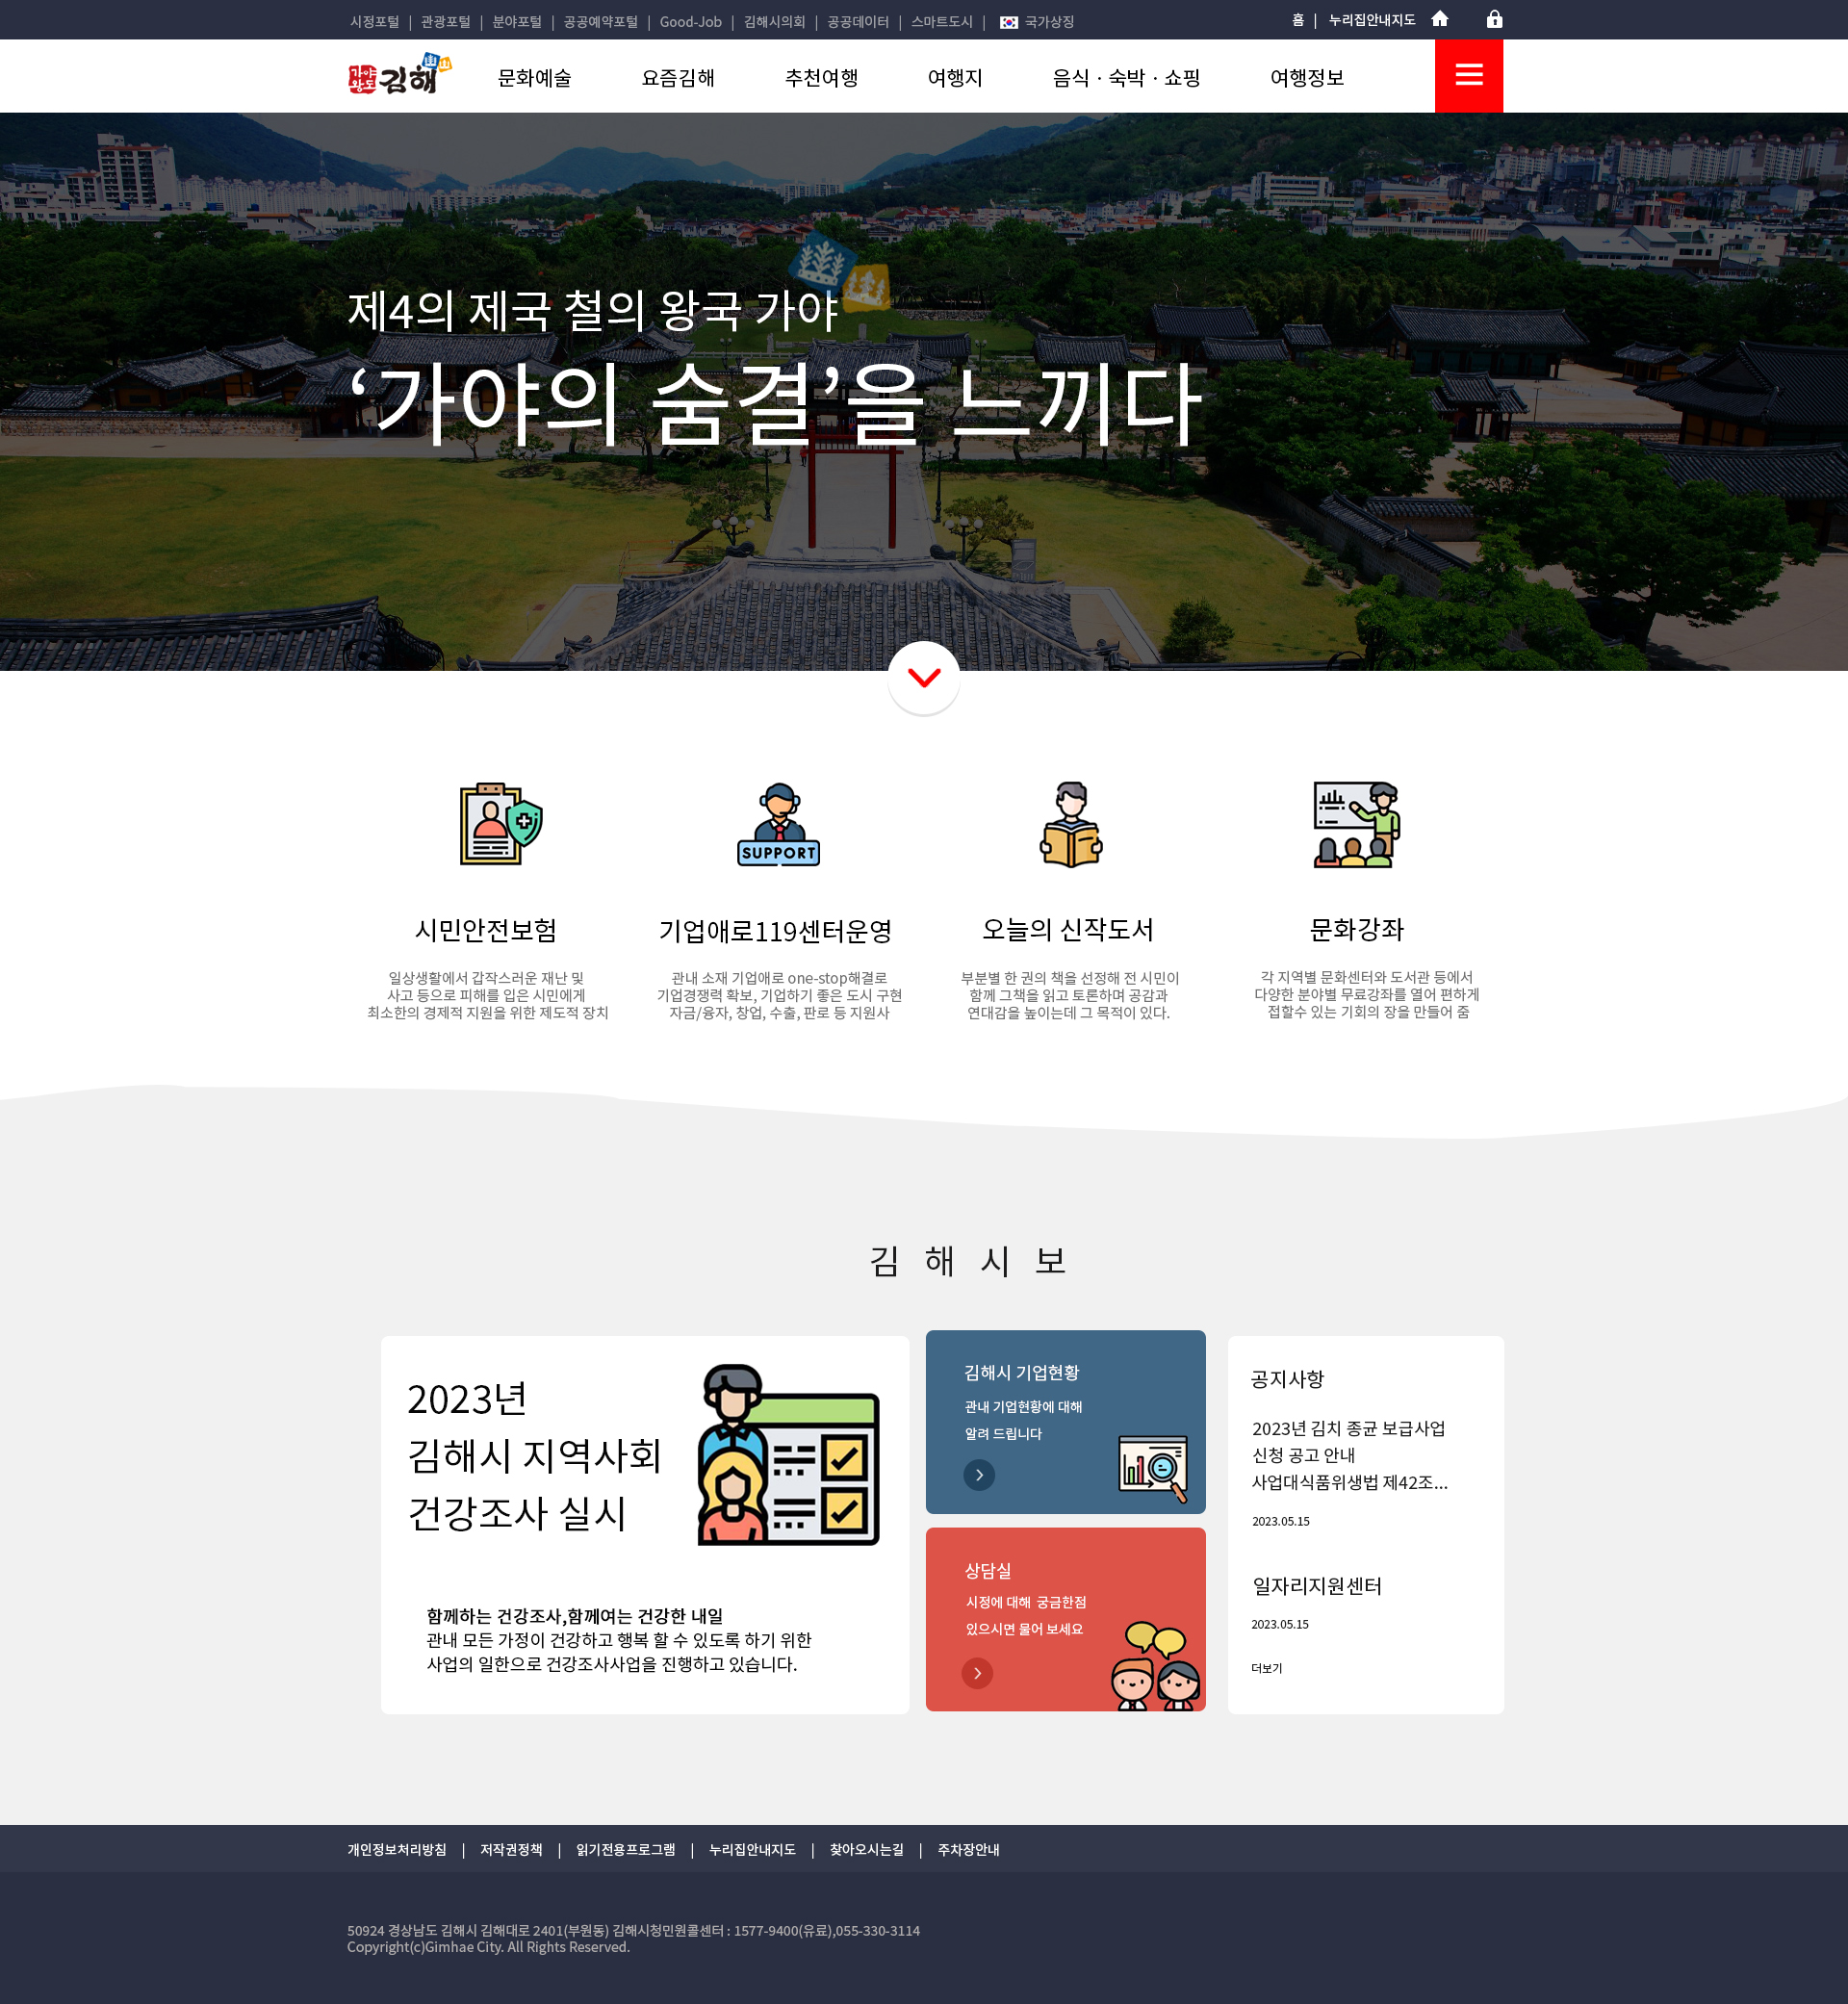 시정포털 | 관광포털 | 분야포털 | 공공예약포털 | Good-Job | 김해시의회 | 공공데이터 | 스마트도시 | 국가상징
홈 | 누리집안내지도
가야왕도 김해
문화예술 요즘김해 추천여행 여행지 음식 · 숙박 · 쇼핑 여행정보
제4의 제국 철의 왕국 가야
‘가야의 숨결’을 느끼다
SUPPORT
시민안전보험
일상생활에서 갑작스러운 재난 및
사고 등으로 피해를 입은 시민에게
최소한의 경제적 지원을 위한 제도적 장치
기업애로119센터운영
관내 소재 기업애로 one-stop해결로
기업경쟁력 확보, 기업하기 좋은 도시 구현
자금/융자, 창업, 수출, 판로 등 지원사
오늘의 신작도서
부분별 한 권의 책을 선정해 전 시민이
함께 그책을 읽고 토론하며 공감과
연대감을 높이는데 그 목적이 있다.
문화강좌
각 지역별 문화센터와 도서관 등에서
다양한 분야별 무료강좌를 열어 편하게
접할수 있는 기회의 장을 만들어 줌
김 해 시 보
2023년
김해시 지역사회
건강조사 실시
함께하는 건강조사,함께여는 건강한 내일
관내 모든 가정이 건강하고 행복 할 수 있도록 하기 위한
사업의 일한으로 건강조사사업을 진행하고 있습니다.
김해시 기업현황
관내 기업현황에 대해
알려 드립니다
상담실
시정에 대해 궁금한점
있으시면 물어 보세요
공지사항
2023년 김치 종균 보급사업
신청 공고 안내
사업대식품위생법 제42조...
2023.05.15
일자리지원센터
2023.05.15
더보기
개인정보처리방침 | 저작권정책 | 읽기전용프로그램 | 누리집안내지도 | 찾아오시는길 | 주차장안내
50924 경상남도 김해시 김해대로 2401(부원동) 김해시청민원콜센터 : 1577-9400(유료),055-330-3114
Copyright(c)Gimhae City. All Rights Reserved.